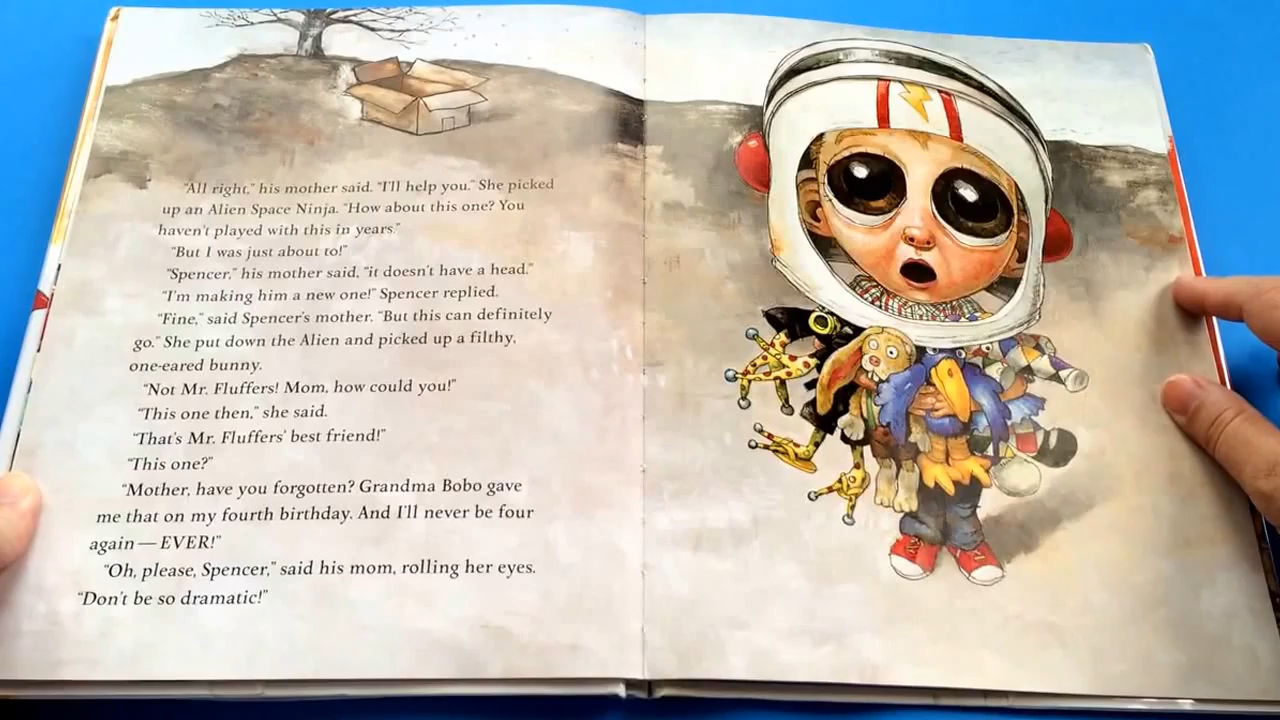 "All right," his mother said. "I'll help you." She picked
up an Alien Space Ninja. "How about this one? You
haven't played with this in years."
"But I was just about to!"
"Spencer," his mother said, "it doesn't have a head."
"I'm making him a new one!" Spencer replied.
"Fine," said Spencer's mother. "But this can definitely
go." She put down the Alien and picked up a filthy,
one-eared bunny.
"Not Mr. Fluffers! Mom, how could you!"
"This one then," she said.
"That's Mr. Fluffers' best friend!"
"This one?"
"Mother, have you forgotten? Grandma Bobo gave
me that on my fourth birthday. And I'll never be four
again — EVER!"
"Oh, please, Spencer," said his mom, rolling her eyes.
"Don't be so dramatic!"